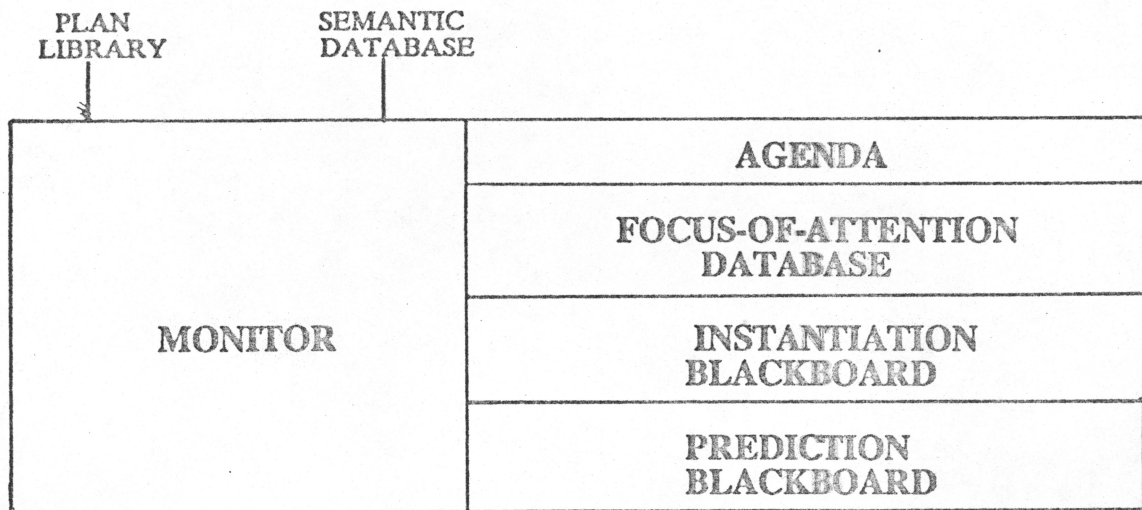 PLAN
LIBRARY
SEMANTIC
DATABASE
MONITOR
AGENDA
FOCUS-OF-ATTENTION
DATABASE
INSTANTIATION
BLACKBOARD
PREDICTION
BLACKBOARD